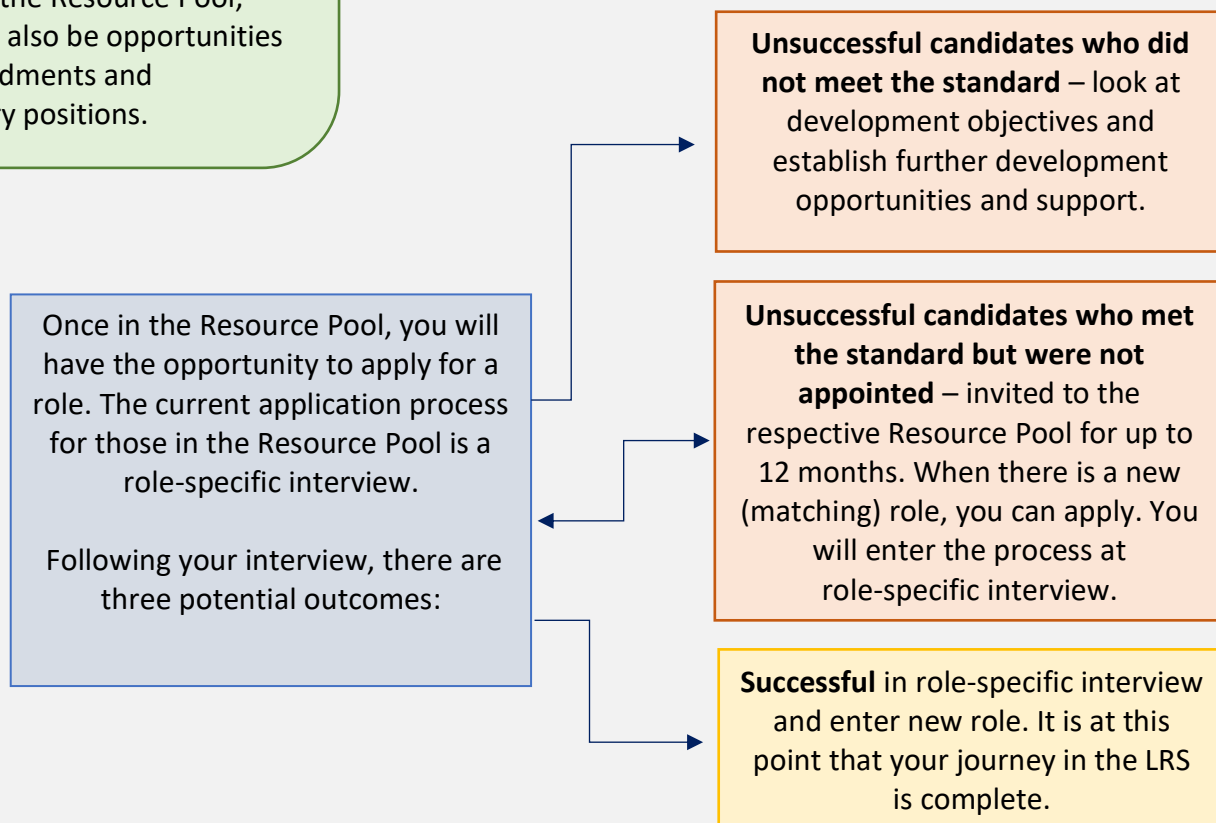 the Resource Pool,
also be opportunities
dments and
y positions.
Once in the Resource Pool, you will
have the opportunity to apply for a
role. The current application process
for those in the Resource Pool is a
role-specific interview.
Following your interview, there are
three potential outcomes:
Unsuccessful candidates who did
not meet the standard – look at
development objectives and
establish further development
opportunities and support.
Unsuccessful candidates who met
the standard but were not
appointed – invited to the
respective Resource Pool for up to
12 months. When there is a new
(matching) role, you can apply. You
will enter the process at
role-specific interview.
Successful in role-specific interview
and enter new role. It is at this
point that your journey in the LRS
is complete.